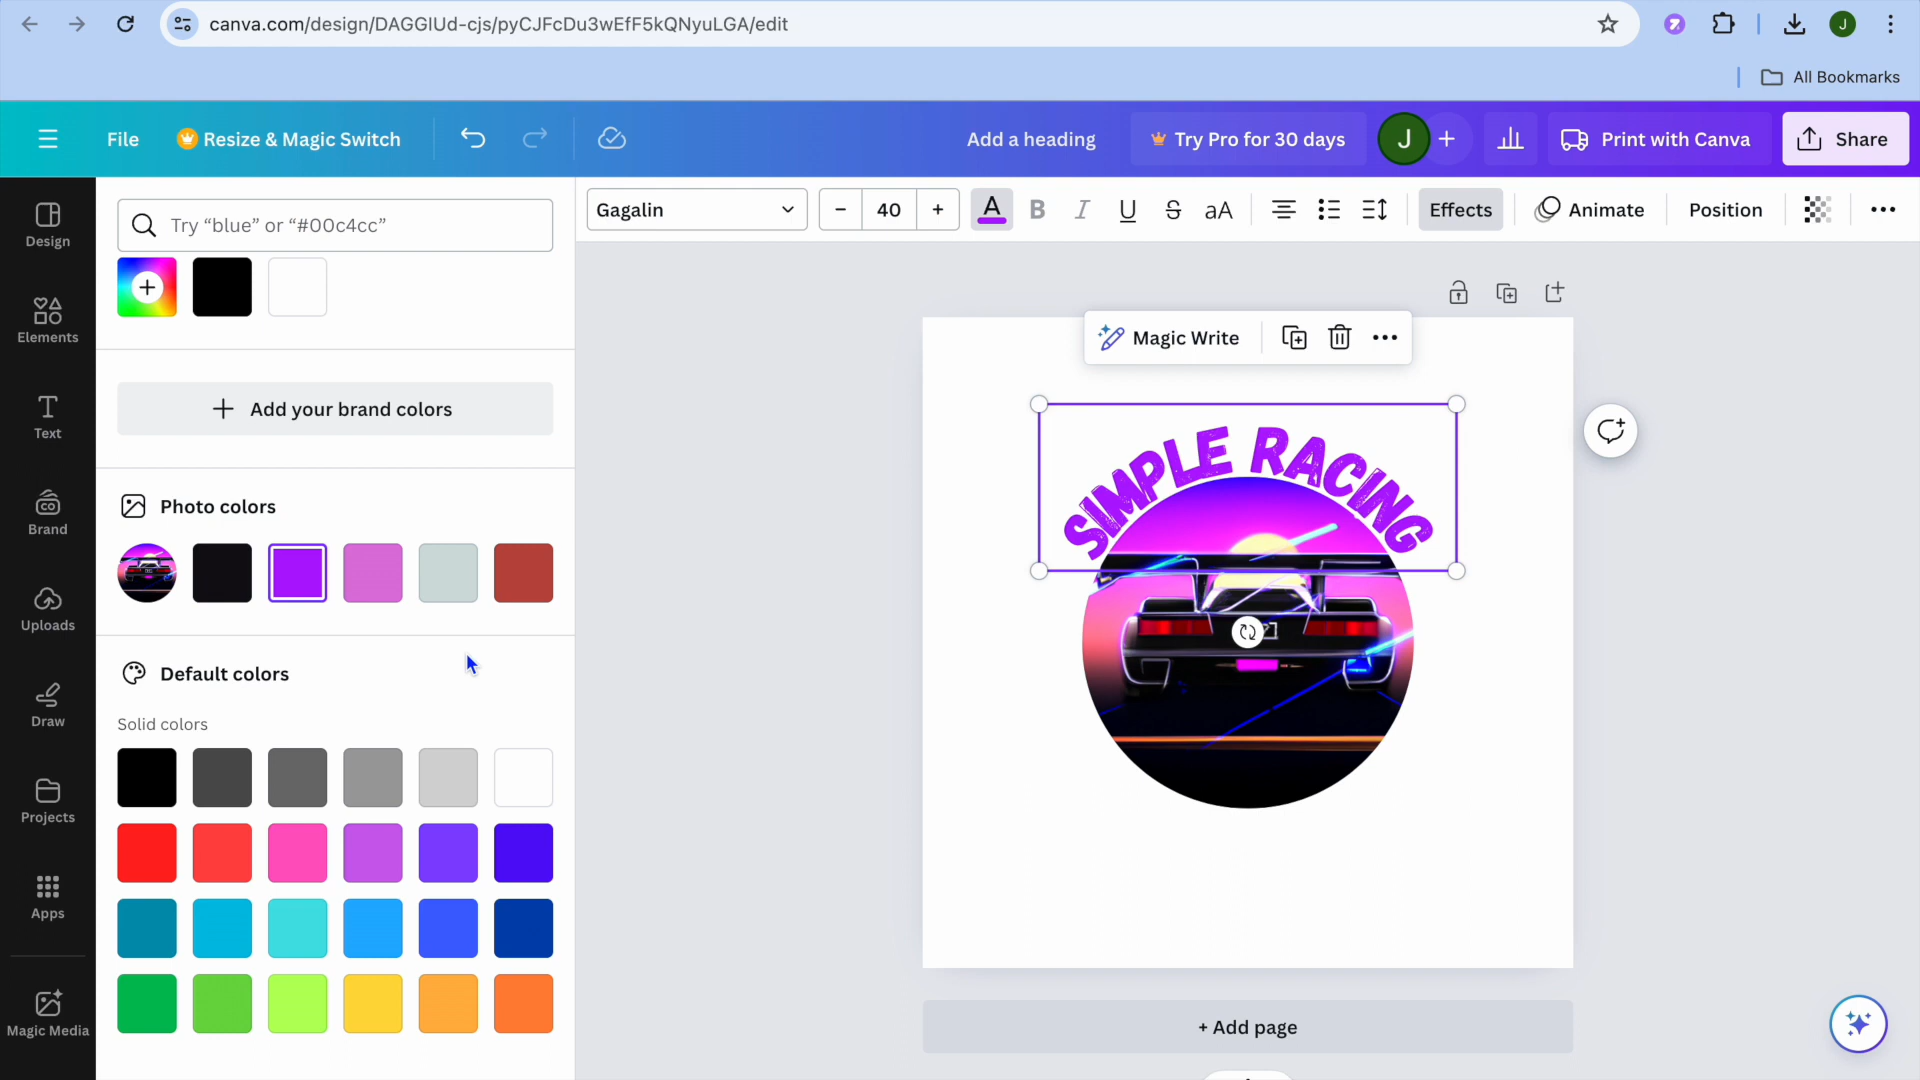 canva.com/design/DAGGlUd-cjs/pyCJFcDu3wEfF5kQNyuLGA/edit
J
All Bookmarks
File
Resize & Magic Switch
Add a heading
Try Pro for 30 days
J
Print with Canva
Share
Design
Elements
Text
Brand
Uploads
Draw
Projects
Apps
Magic Media
Try “blue” or “#00c4cc”
Add your brand colors
Photo colors
Default colors
Solid colors
Gagalin
40
A
B
I
U
S
aA
Effects
Animate
Position
Magic Write
SIMPLE RACING
+ Add page